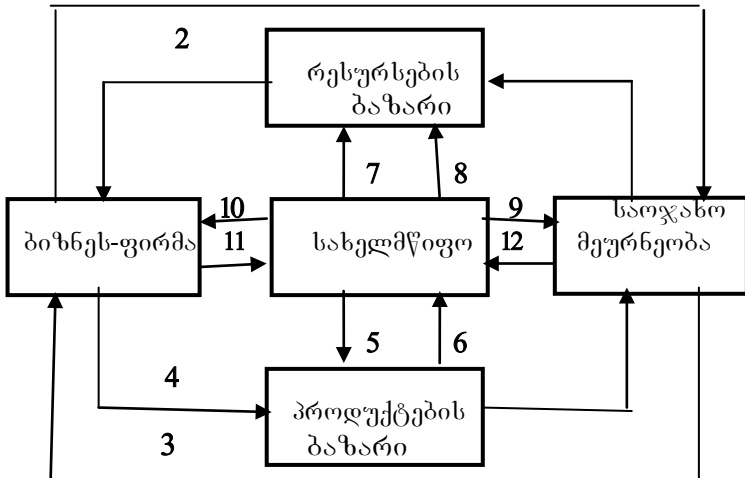 2
რესურსების
ბაზარი
7 8
10 9
საოჯახო
ბიზნეს-ფირმა 11 სახელმწიფო 12 მეურნეობა
5 6
4
პროდუქტების
3 ბაზარი